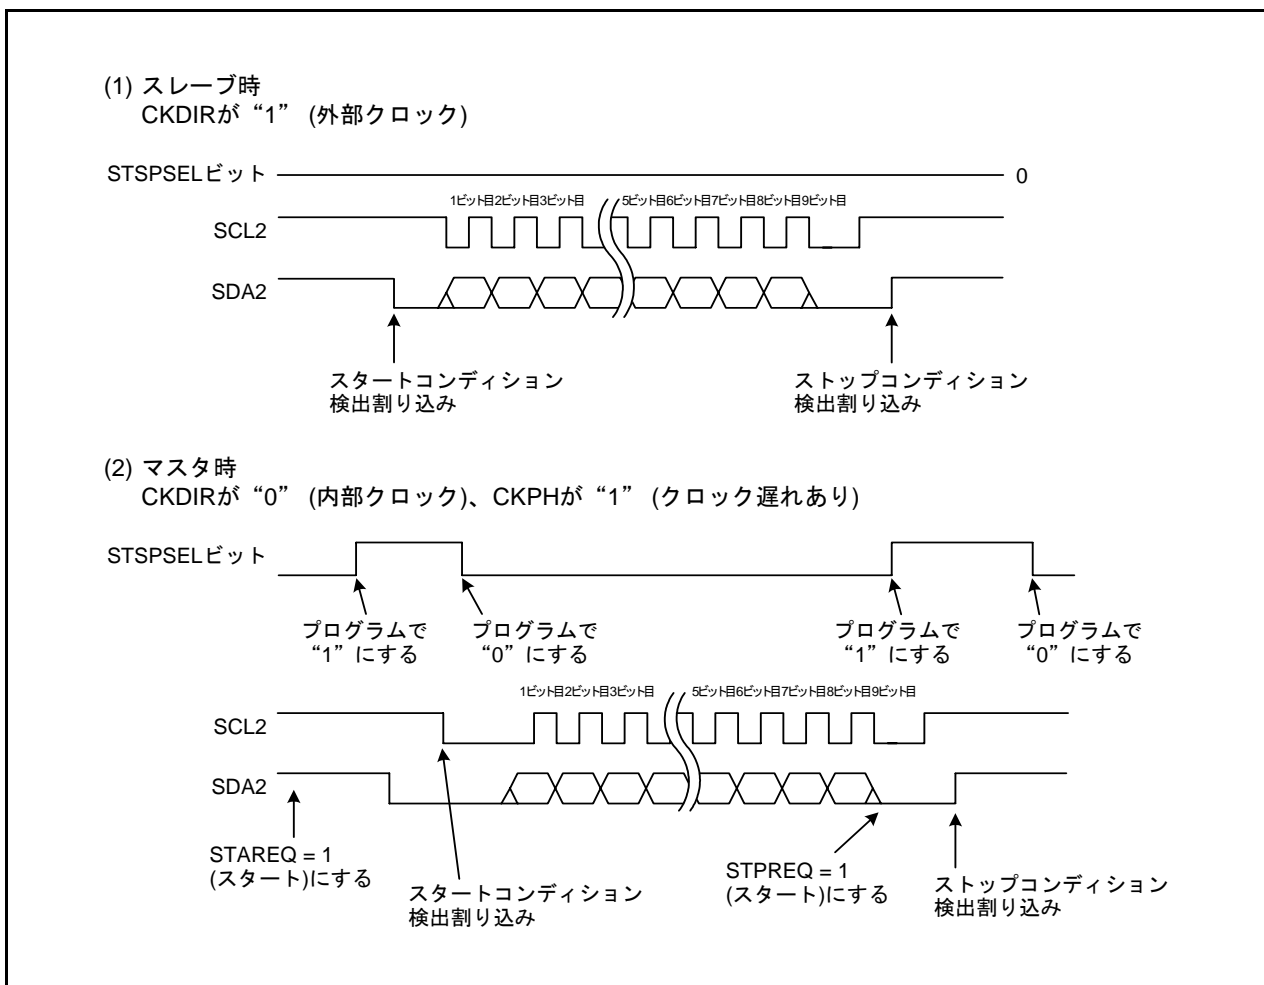 (1) スレーブ時
CKDIRが“1” (外部クロック)
STSPSELビット
0
1ビット目2ビット目3ビット目
5ビット目6ビット目7ビット目8ビット目9ビット目
SCL2
SDA2
スタートコンディション
検出割り込み
ストップコンディション
検出割り込み
(2) マスタ時
CKDIRが“0” (内部クロック)、CKPHが“1” (クロック遅れあり)
STSPSELビット
プログラムで
“1”にする
プログラムで
“0”にする
プログラムで
“1”にする
プログラムで
“0”にする
1ビット目2ビット目3ビット目
5ビット目6ビット目7ビット目8ビット目9ビット目
SCL2
SDA2
STAREQ = 1
(スタート)にする
スタートコンディション
検出割り込み
STPREQ = 1
(スタート)にする
ストップコンディション
検出割り込み